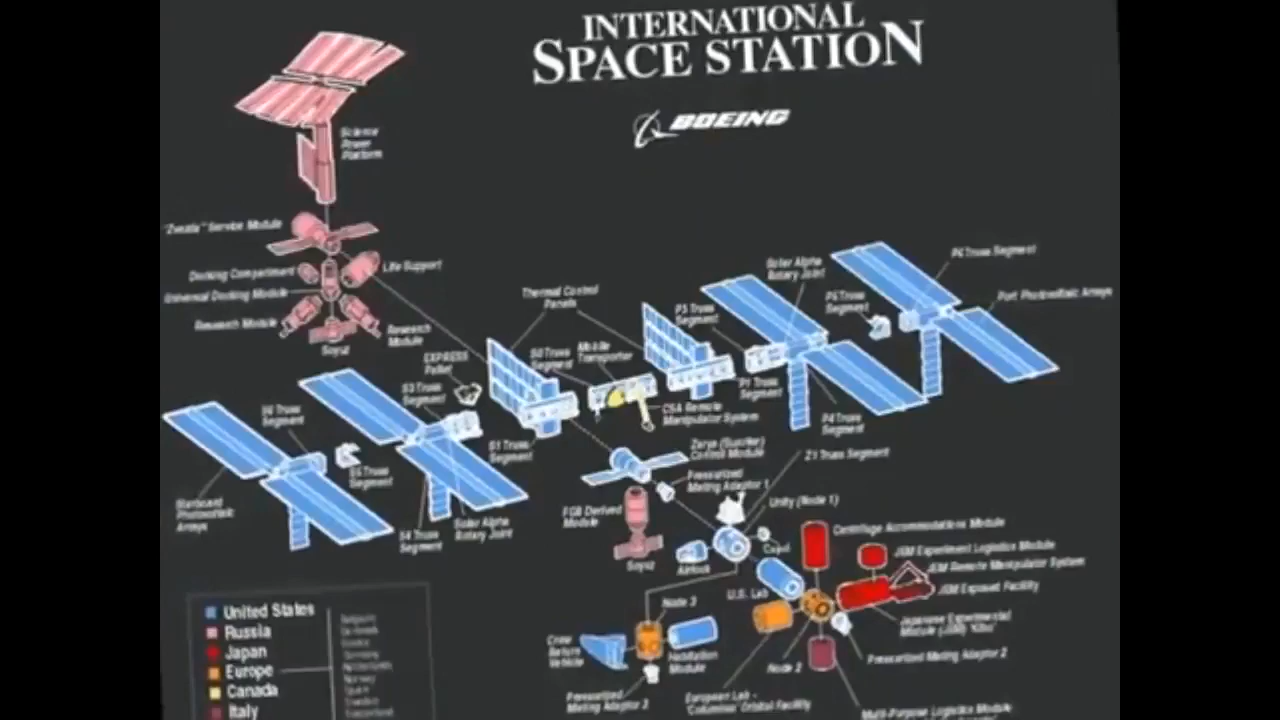 INTERNATIONAL
SPACE STATION
BOEING
Science
Power
Platform
"Zvezda" Service Module
Docking Compartment
Life Support
Universal Docking Module
Research Module
Research
Module
Soyuz
Thermal Control
Panels
EXPRESS
Pallet
S0 Truss
Segment
Mobile
Transporter
P3 Truss
Segment
Solar Alpha
Rotary Joint
P5 Truss
Segment
P6 Truss Segment
Port Photovoltaic Arrays
S3 Truss
Segment
S6 Truss
Segment
CSA Remote
Manipulator System
P1 Truss
Segment
P4 Truss
Segment
S1 Truss
Segment
Control Module
Z1 Truss Segment
S5 Truss
Segment
Pressurized
Mating Adaptor 1
Starboard
Photovoltaic
Arrays
S4 Truss
Segment
Solar Alpha
Rotary Joint
FGB Derived
Module
Soyuz
Unity (Node 1)
Airlock
U.S. Lab
Centrifuge Accommodations Module
JEM Experiment Logistics Module
JEM Remote Manipulator System
JEM Exposed Facility
Japanese Experimental
Node 3
Crew
Return
Vehicle
Habitation
Module
Node 2
Pressurized Mating Adaptor 2
Pressurized
Mating Adaptor 3
European Lab -
"Columbus" Orbital Facility
Multi-Purpose Logistics Module
United States
Russia
Japan
Europe
Canada
Italy